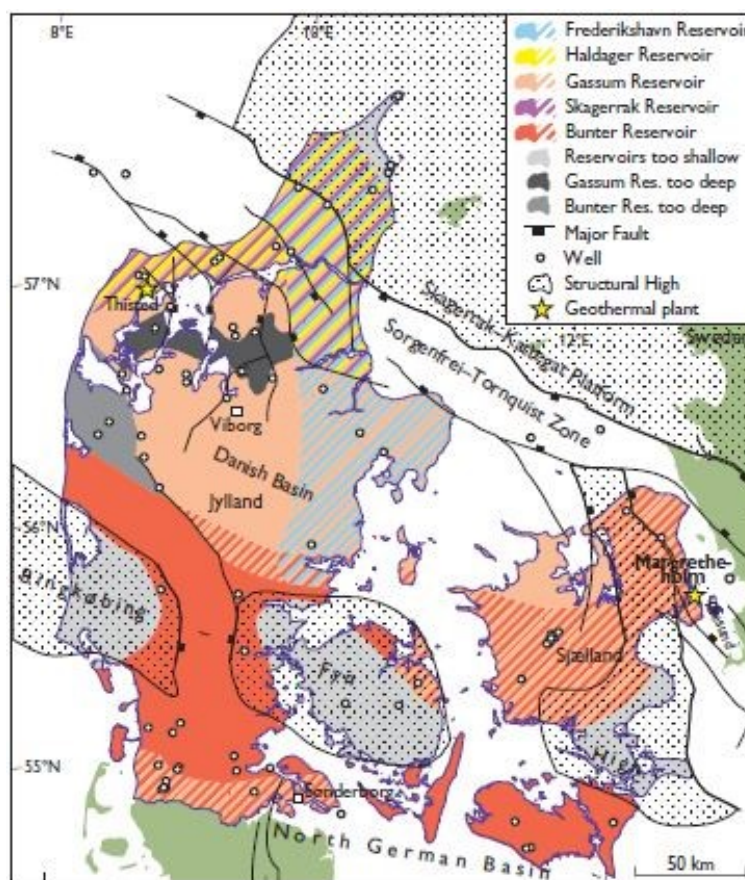 8°E
10°E
Frederikshavn Reservoir
Haldager Reservoir
Gassum Reservoir
Skagerrak Reservoir
Bunter Reservoir
Reservoirs too shallow
Gassum Res. too deep
Bunter Res. too deep
Major Fault
Well
Structural High
Geothermal plant
57°N
Thisted
Skagerrak–Kattegat Platform
12°E
Sweden
Sorgenfrei–Tornquist Zone
Viborg
Danish Basin
Jylland
56°N
Margrethe-
holm
Ringkøbing
Sjælland
Fyn
High
55°N
Sønderborg
North German Basin
50 km